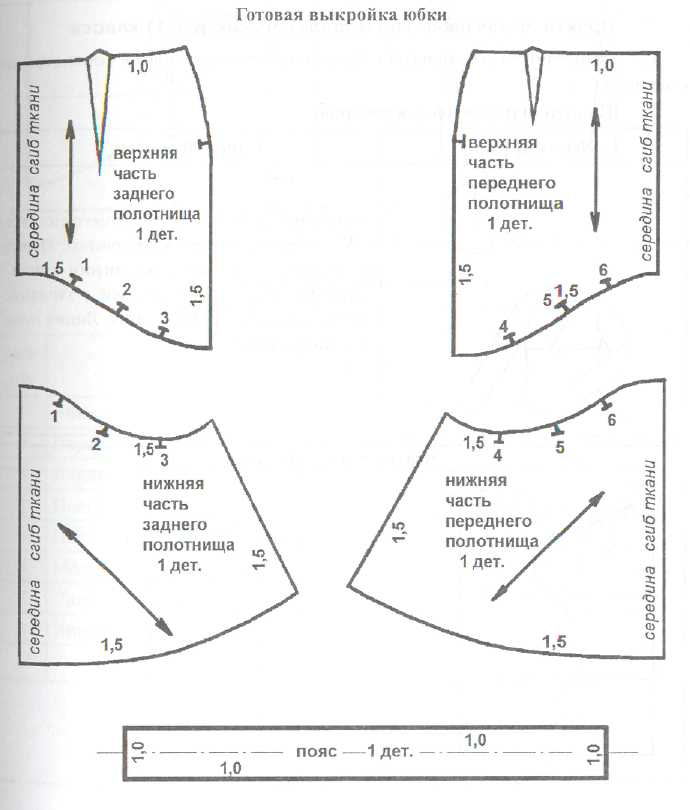 Готовая выкройка юбки
1,0
середина сгиб ткани
верхняя
часть
заднего
полотнища
1 дет.
1,5
1
2
3
1,5
1,0
верхняя
часть
переднего
полотнища
1 дет.
середина сгиб ткани
1,5
6
5
1,5
4
1
2
1,5
3
нижняя
часть
заднего
полотнища
1 дет.
середина сгиб ткани
1,5
1,5
6
1,5
4
5
нижняя
часть
переднего
полотнища
1 дет.
середина сгиб ткани
1,5
1,5
1,0
пояс 1 дет.
1,0
1,0
1,0